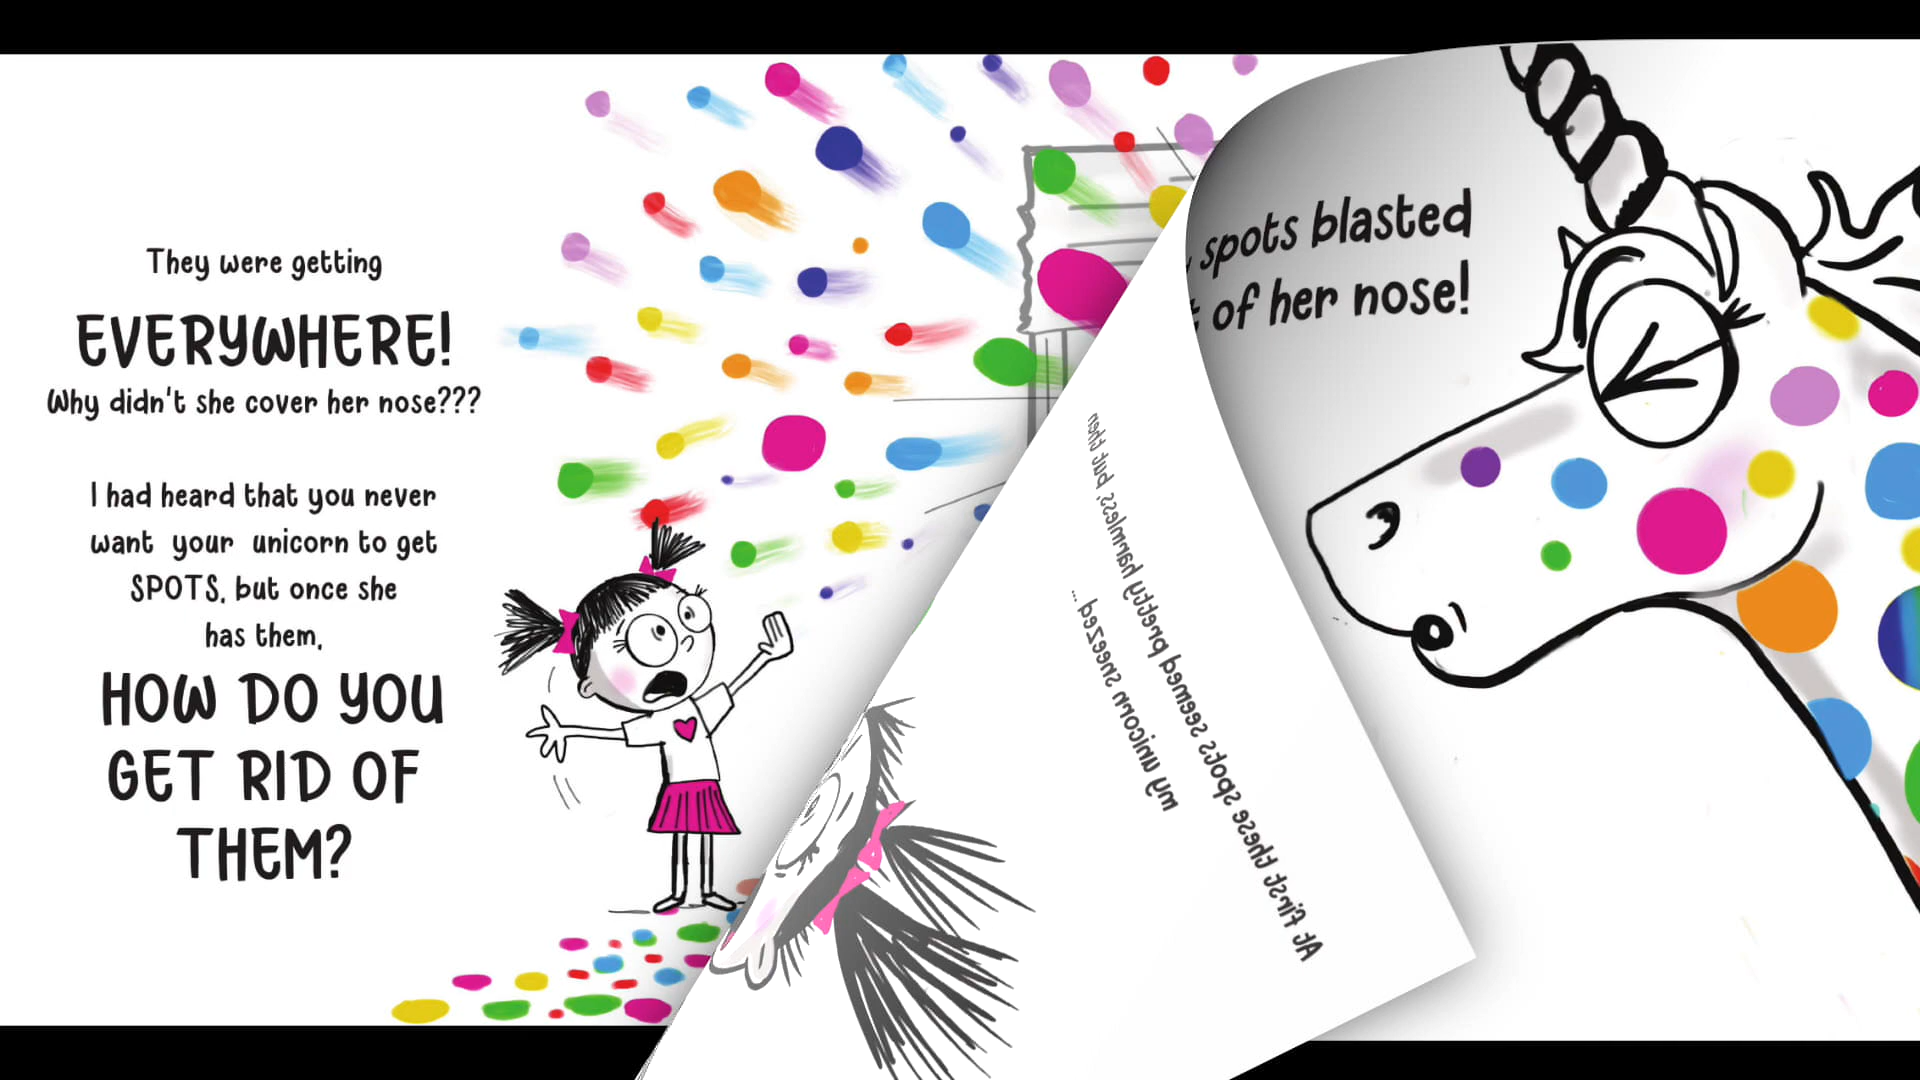 They were getting
EVERYWHERE!
Why didn't she cover her nose???
I had heard that you never
want your unicorn to get
SPOTS, but once she
has them,
HOW DO YOU
GET RID OF
THEM?
spots blasted
of her nose!
At first these spots seemed pretty harmless, but then
my unicorn sneezed ...